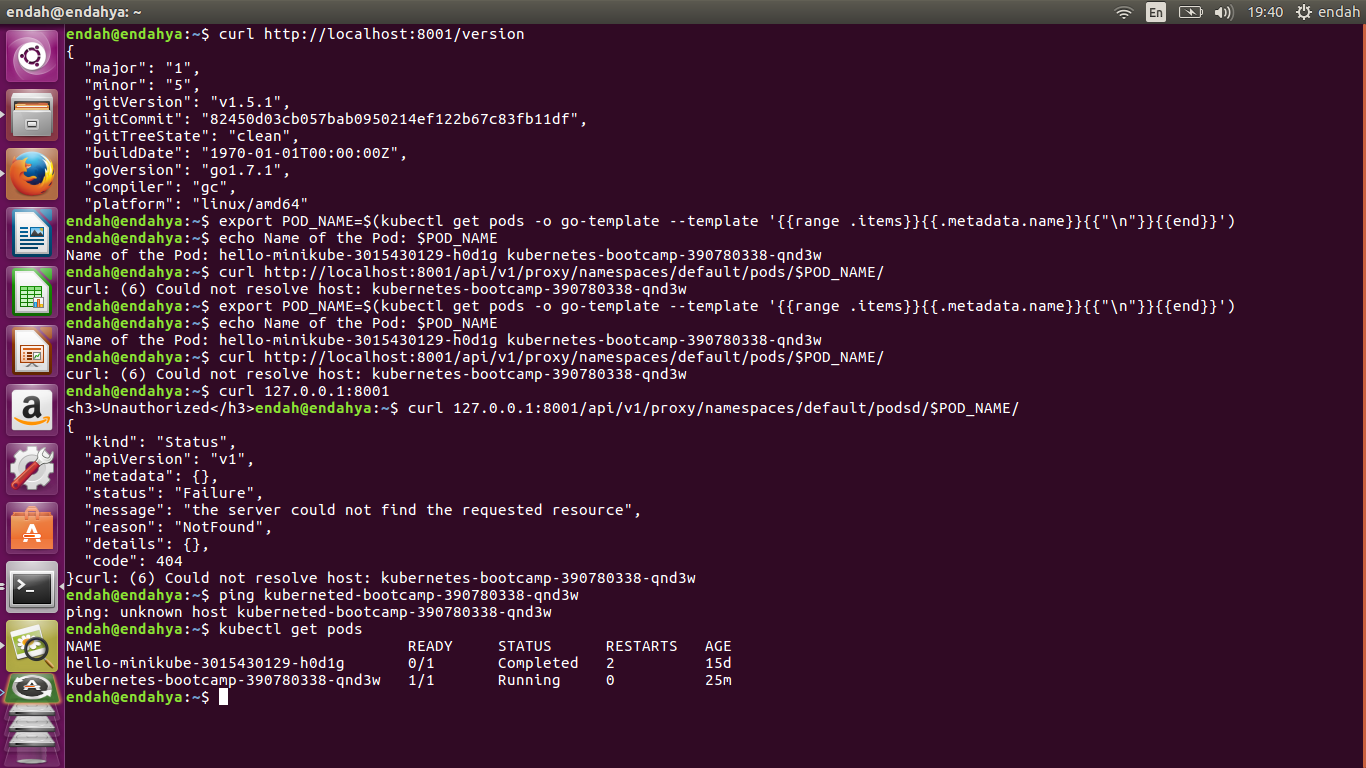 endah@endahya: ~
En
19:40
endah
endah@endahya:~$ curl http://localhost:8001/version
{
  "major": "1",
  "minor": "5",
  "gitVersion": "v1.5.1",
  "gitCommit": "82450d03cb057bab0950214ef122b67c83fb11df",
  "gitTreeState": "clean",
  "buildDate": "1970-01-01T00:00:00Z",
  "goVersion": "go1.7.1",
  "compiler": "gc",
  "platform": "linux/amd64"
endah@endahya:~$ export POD_NAME=$(kubectl get pods -o go-template --template '{{range .items}}{{.metadata.name}}{{"\n"}}{{end}}')
endah@endahya:~$ echo Name of the Pod: $POD_NAME
Name of the Pod: hello-minikube-3015430129-h0d1g kubernetes-bootcamp-390780338-qnd3w
endah@endahya:~$ curl http://localhost:8001/api/v1/proxy/namespaces/default/pods/$POD_NAME/
curl: (6) Could not resolve host: kubernetes-bootcamp-390780338-qnd3w
endah@endahya:~$ export POD_NAME=$(kubectl get pods -o go-template --template '{{range .items}}{{.metadata.name}}{{"\n"}}{{end}}')
endah@endahya:~$ echo Name of the Pod: $POD_NAME
Name of the Pod: hello-minikube-3015430129-h0d1g kubernetes-bootcamp-390780338-qnd3w
endah@endahya:~$ curl http://localhost:8001/api/v1/proxy/namespaces/default/pods/$POD_NAME/
curl: (6) Could not resolve host: kubernetes-bootcamp-390780338-qnd3w
endah@endahya:~$ curl 127.0.0.1:8001
<h3>Unauthorized</h3>endah@endahya:~$ curl 127.0.0.1:8001/api/v1/proxy/namespaces/default/podsd/$POD_NAME/
{
  "kind": "Status",
  "apiVersion": "v1",
  "metadata": {},
  "status": "Failure",
  "message": "the server could not find the requested resource",
  "reason": "NotFound",
  "details": {},
  "code": 404
}curl: (6) Could not resolve host: kubernetes-bootcamp-390780338-qnd3w
endah@endahya:~$ ping kuberneted-bootcamp-390780338-qnd3w
ping: unknown host kuberneted-bootcamp-390780338-qnd3w
endah@endahya:~$ kubectl get pods
NAME                                  READY     STATUS      RESTARTS   AGE
hello-minikube-3015430129-h0d1g       0/1       Completed   2          15d
kubernetes-bootcamp-390780338-qnd3w   1/1       Running     0          25m
endah@endahya:~$